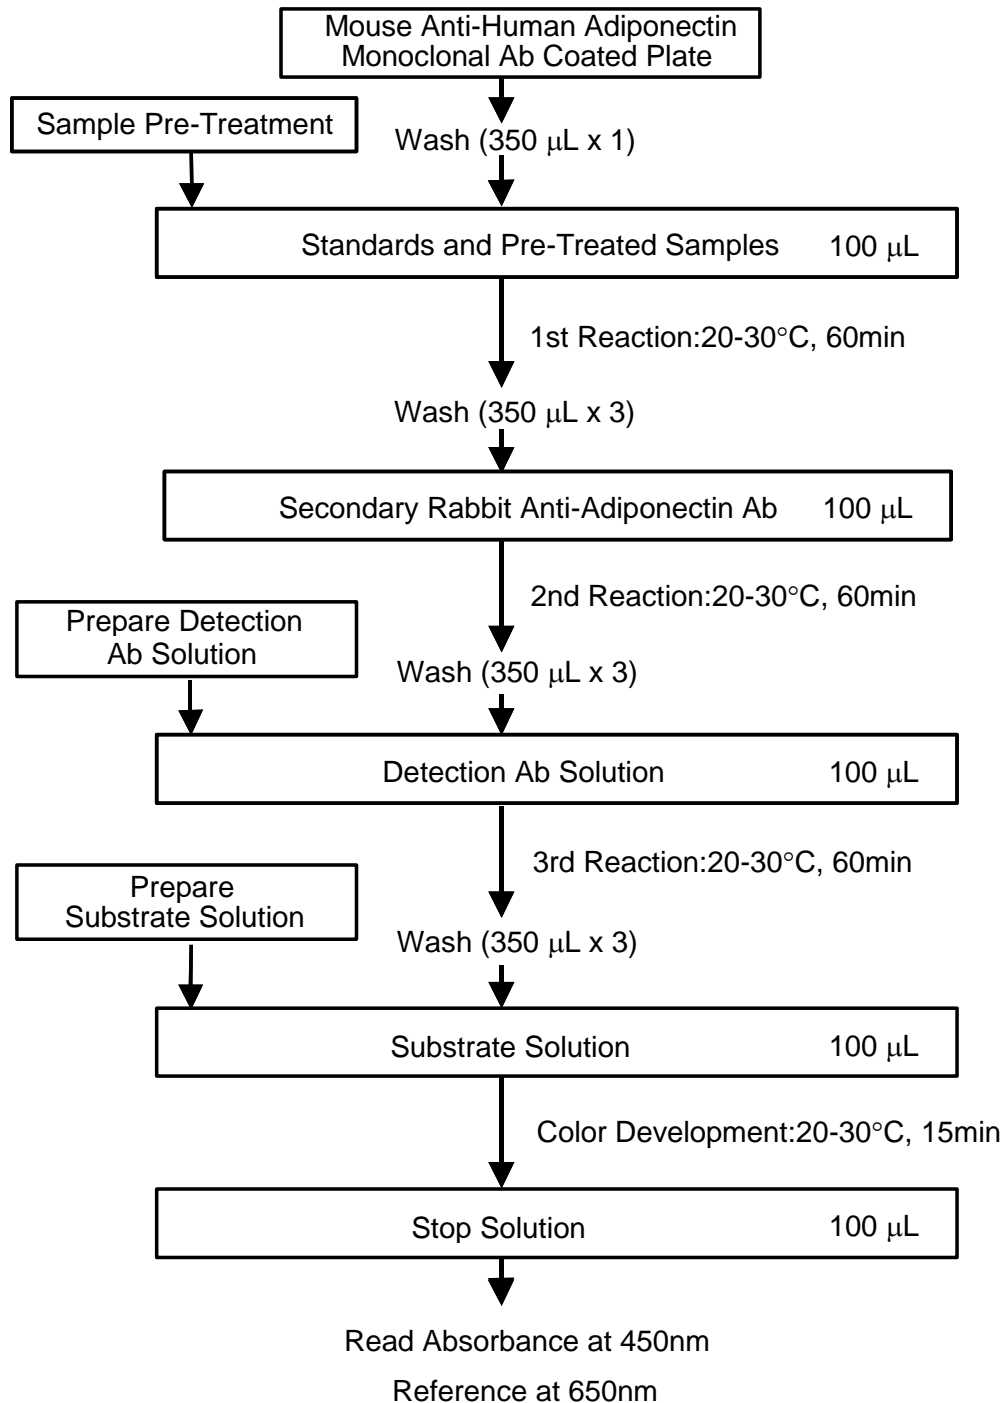 Mouse Anti-Human Adiponectin
Monoclonal Ab Coated Plate
Sample Pre-Treatment
Wash (350 μL x 1)
Standards and Pre-Treated Samples 100 μL
1st Reaction:20-30°C, 60min
Wash (350 μL x 3)
Secondary Rabbit Anti-Adiponectin Ab 100 μL
2nd Reaction:20-30°C, 60min
Prepare Detection
Ab Solution
Wash (350 μL x 3)
Detection Ab Solution 100 μL
3rd Reaction:20-30°C, 60min
Prepare
Substrate Solution
Wash (350 μL x 3)
Substrate Solution 100 μL
Color Development:20-30°C, 15min
Stop Solution 100 μL
Read Absorbance at 450nm
Reference at 650nm